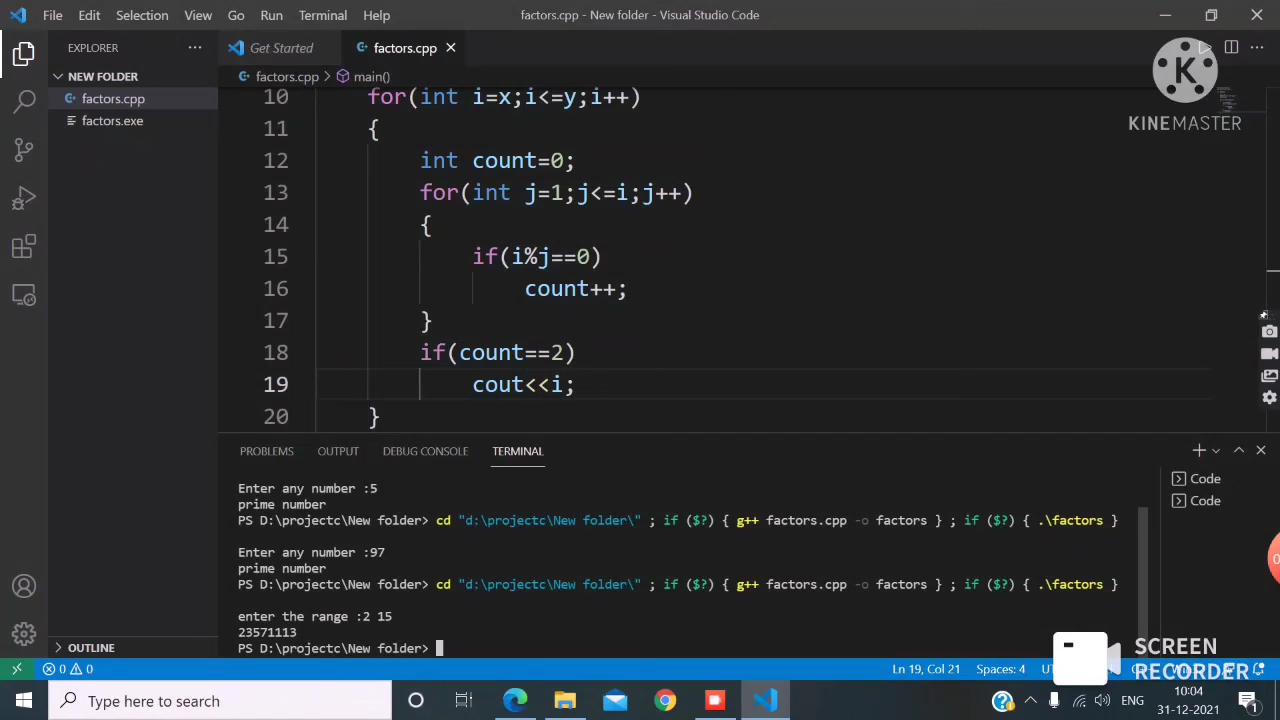 File Edit Selection View Go Run Terminal Help factors.cpp - New folder - Visual Studio Code
EXPLORER
NEW FOLDER
factors.cpp
factors.exe
OUTLINE
Get Started factors.cpp
factors.cpp > main()
K
KINEMASTER
10 for(int i=x;i<=y;i++)
11 {
12 int count=0;
13 for(int j=1;j<=i;j++)
14 {
15 if(i%j==0)
16 count++;
17 }
18 if(count==2)
19 cout<<i;
20 }
PROBLEMS OUTPUT DEBUG CONSOLE TERMINAL
Enter any number :5
prime number
PS D:\projectc\New folder> cd "d:\projectc\New folder\" ; if ($?) { g++ factors.cpp -o factors } ; if ($?) { .\factors }
Enter any number :97
prime number
PS D:\projectc\New folder> cd "d:\projectc\New folder\" ; if ($?) { g++ factors.cpp -o factors } ; if ($?) { .\factors }
enter the range :2 15
23571113
PS D:\projectc\New folder>
Code
Code
SCREEN
RECORDER
0 0 Ln 19, Col 21 Spaces: 4
Type here to search
ENG
10:04
31-12-2021